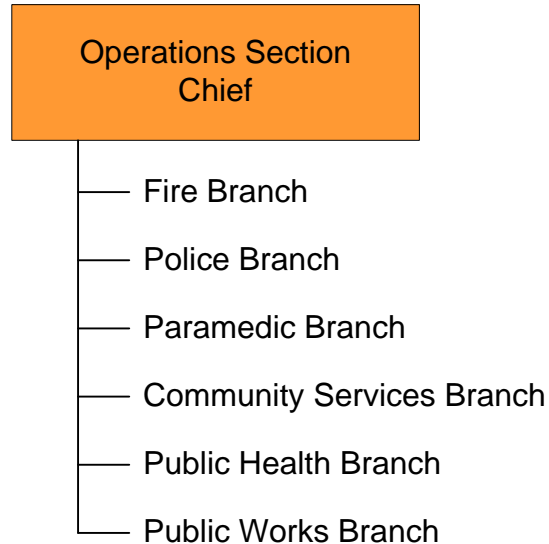 Operations Section
Chief
Fire Branch
Police Branch
Paramedic Branch
Community Services Branch
Public Health Branch
Public Works Branch